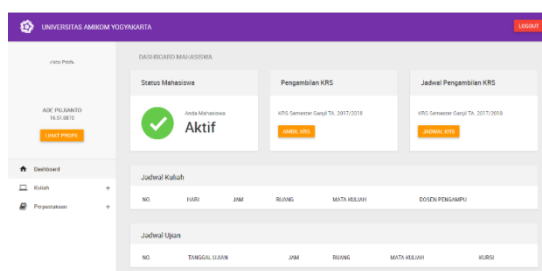 UNIVERSITAS AMIKOM YOGYAKARTA
LOGOUT
Foto Profil
ADE PUJIANTO
LIHAT PROFIL
Dashboard
Kuliah +
Perpustakaan +
DASHBOARD MAHASISWA
Status Mahasiswa
Anda Mahasiswa
Aktif
Pengambilan KRS
KRS Semester Ganjil TA. 2017/2018
AMBIL KRS
Jadwal Pengambilan KRS
KRS Semester Ganjil TA. 2017/2018
JADWAL KRS
Jadwal Kuliah
NO. HARI JAM RUANG MATA KULIAH DOSEN PENGAMPU
Jadwal Ujian
NO. TANGGAL UJIAN JAM RUANG MATA KULIAH KURSI